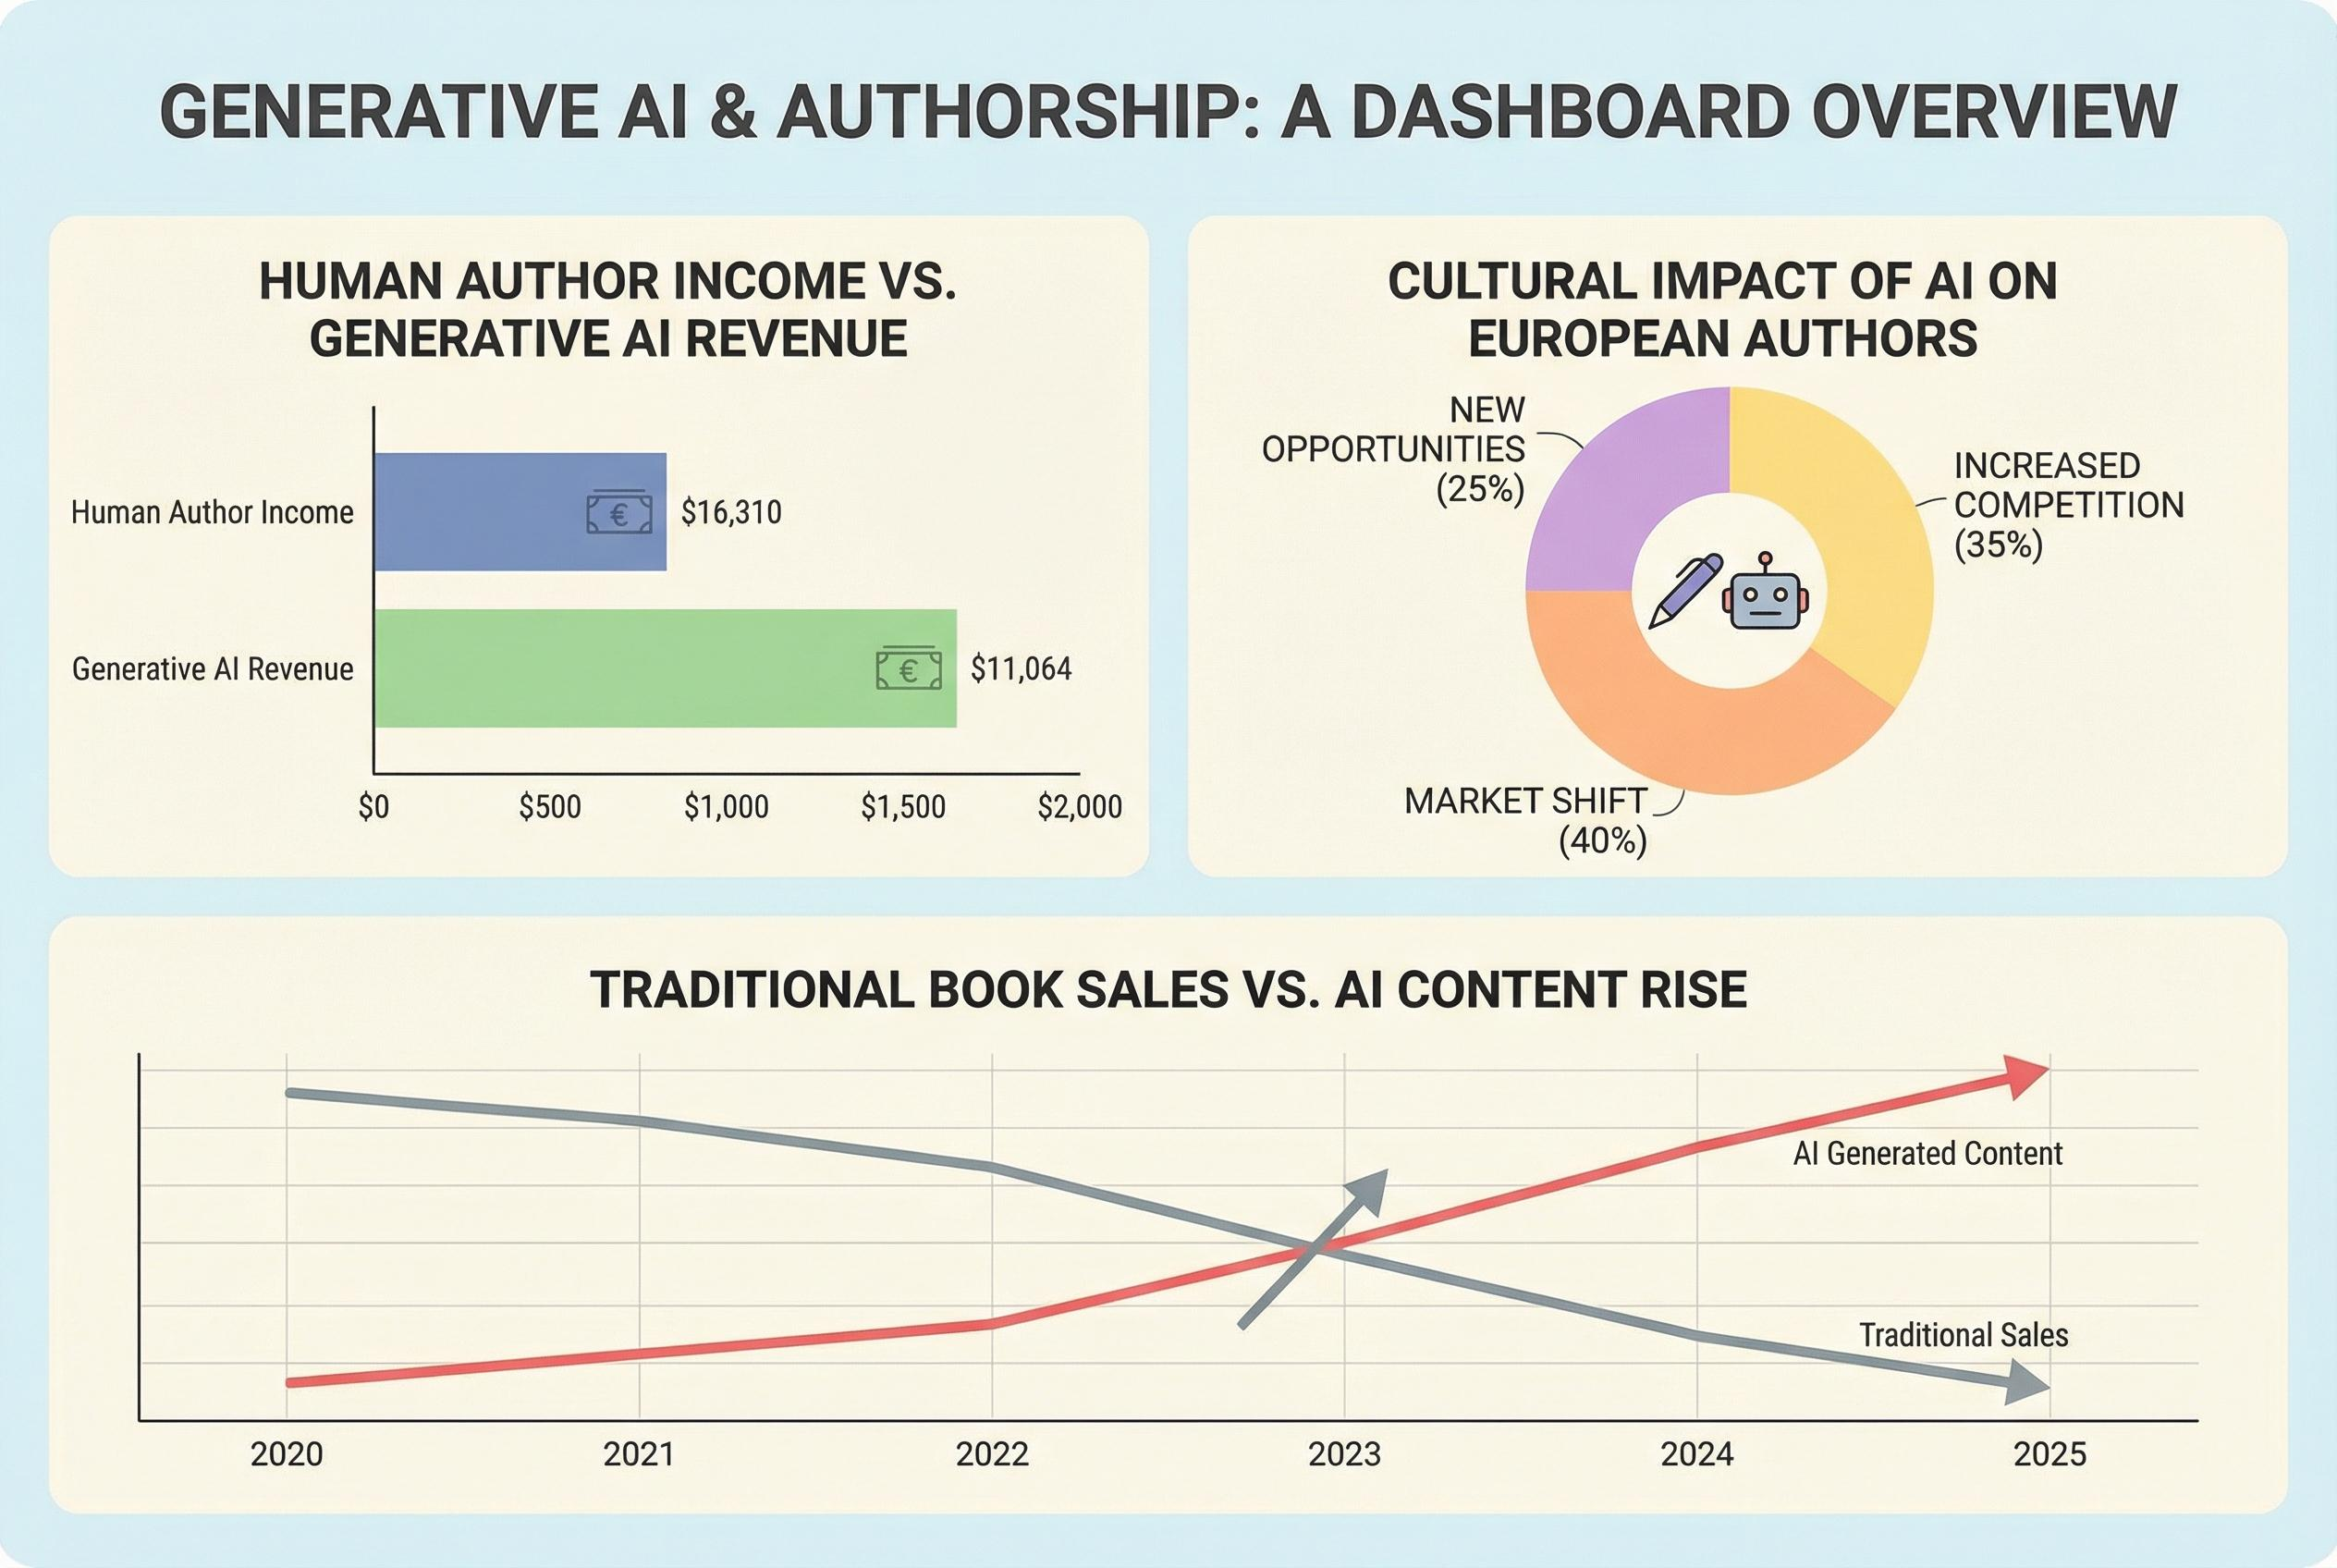 GENERATIVE AI & AUTHORSHIP: A DASHBOARD OVERVIEW
HUMAN AUTHOR INCOME VS.
GENERATIVE AI REVENUE
Human Author Income
€
$16,310
Generative AI Revenue
€
$11,064
$0
$500
$1,000
$1,500
$2,000
CULTURAL IMPACT OF AI ON
EUROPEAN AUTHORS
NEW
OPPORTUNITIES
(25%)
INCREASED
COMPETITION
(35%)
MARKET SHIFT
(40%)
TRADITIONAL BOOK SALES VS. AI CONTENT RISE
AI Generated Content
Traditional Sales
2020
2021
2022
2023
2024
2025